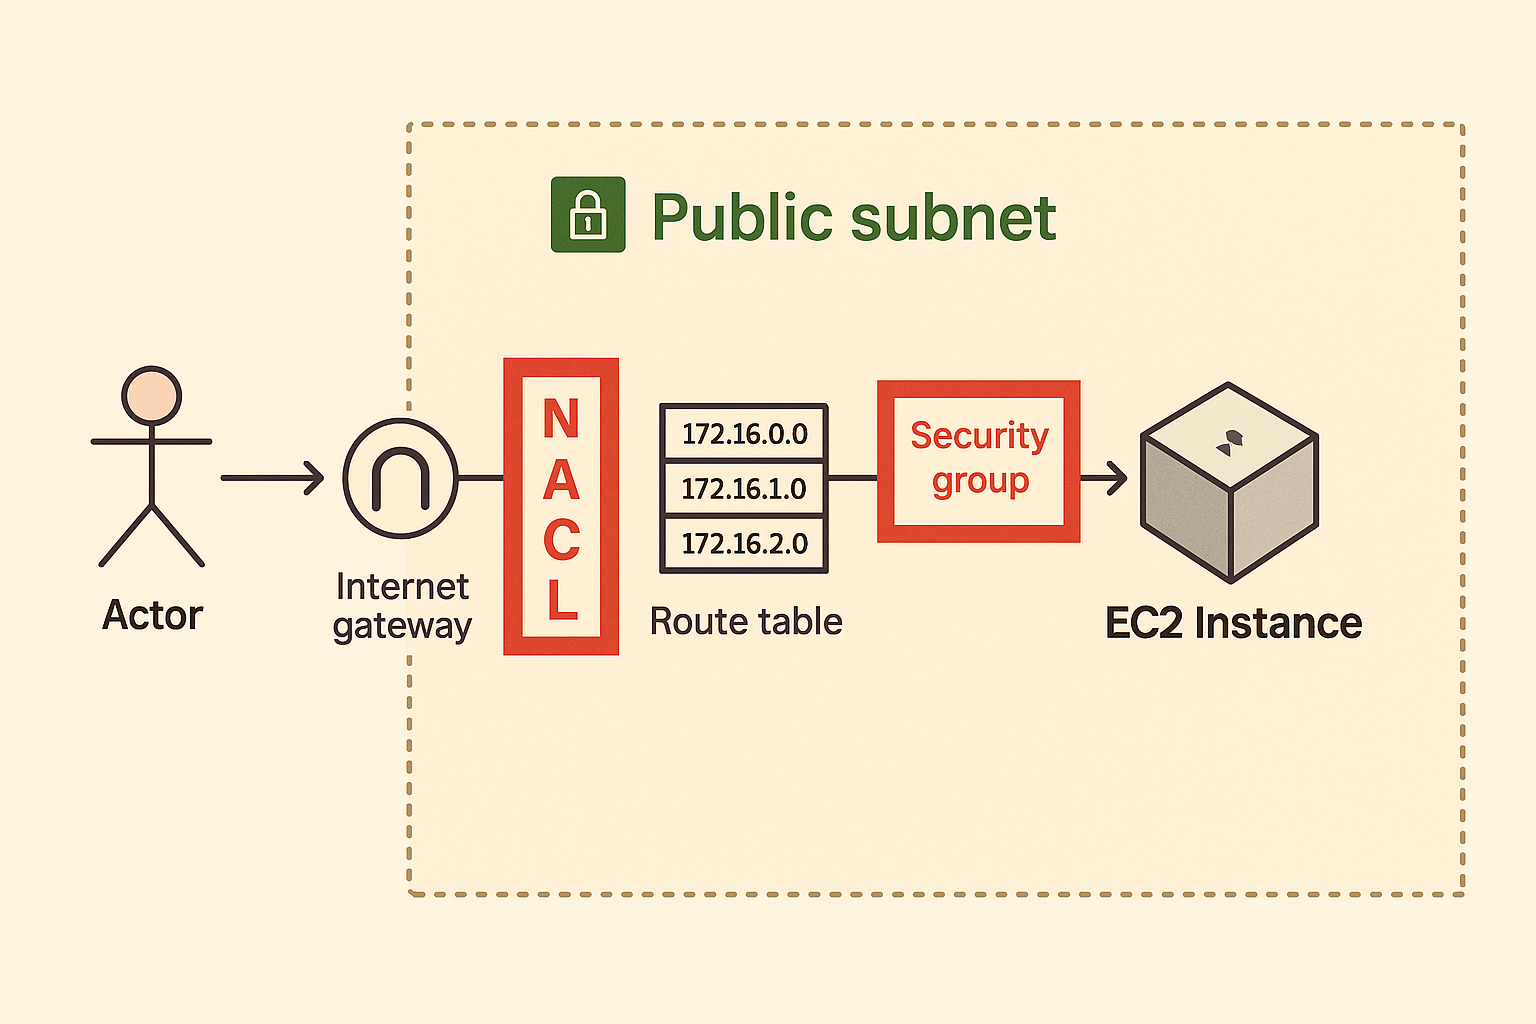 Public subnet
Actor
Internet
gateway
N
A
C
L
172.16.0.0
172.16.1.0
172.16.2.0
Route table
Security
group
EC2 Instance